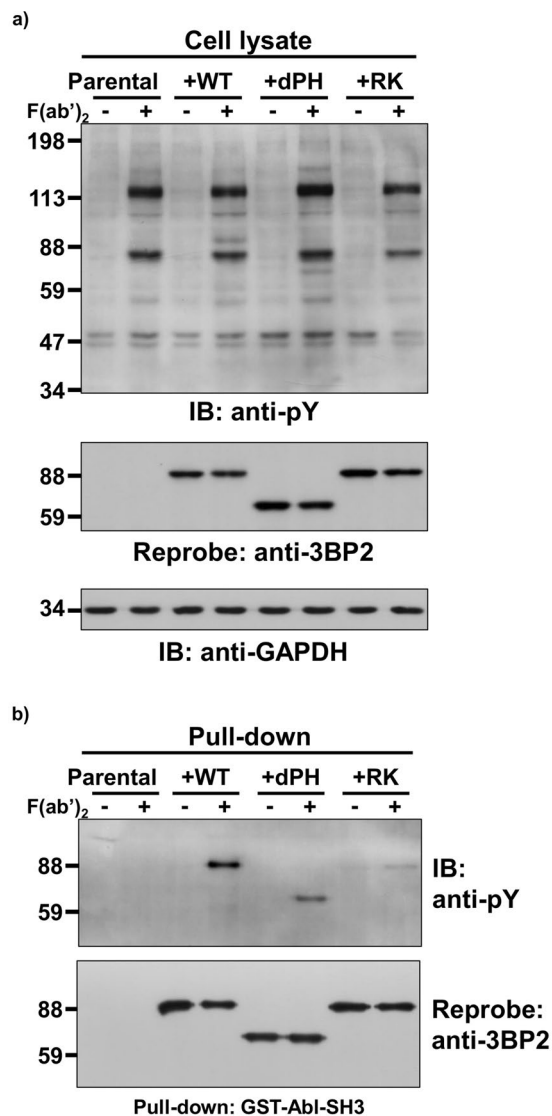 a)
Cell lysate
Parental +WT +dPH +RK
F(ab’)2 - + - + - + - +
198
113
88
59
47
34
IB: anti-pY
88
59
Reprobe: anti-3BP2
34
IB: anti-GAPDH
b)
Pull-down
Parental +WT +dPH +RK
F(ab’)2 - + - + - + - +
88
59
IB:
anti-pY
88
59
Reprobe:
anti-3BP2
Pull-down: GST-Abl-SH3